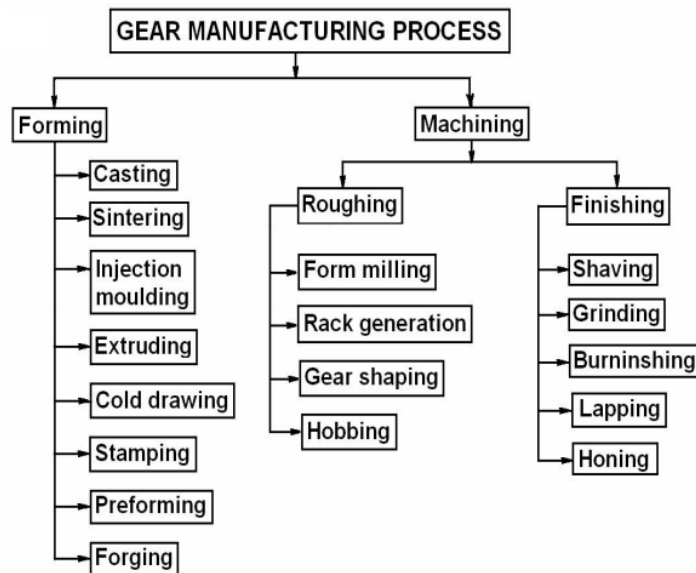 GEAR MANUFACTURING PROCESS
Forming
Casting
Sintering
Injection
moulding
Extruding
Cold drawing
Stamping
Preforming
Forging
Machining
Roughing
Form milling
Rack generation
Gear shaping
Hobbing
Finishing
Shaving
Grinding
Burninshing
Lapping
Honing